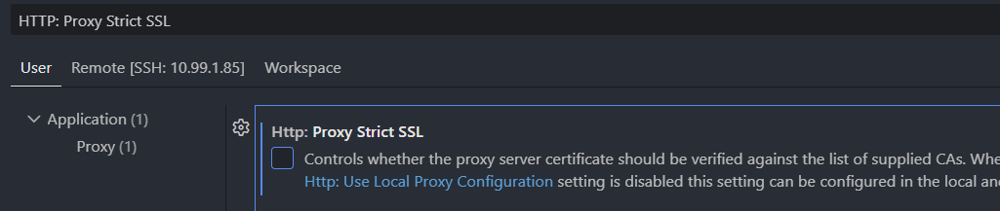 HTTP: Proxy Strict SSL
User Remote [SSH: 10.99.1.85] Workspace
Application (1)
Proxy (1)
Http: Proxy Strict SSL
Controls whether the proxy server certificate should be verified against the list of supplied CAs. Whe
Http: Use Local Proxy Configuration setting is disabled this setting can be configured in the local an